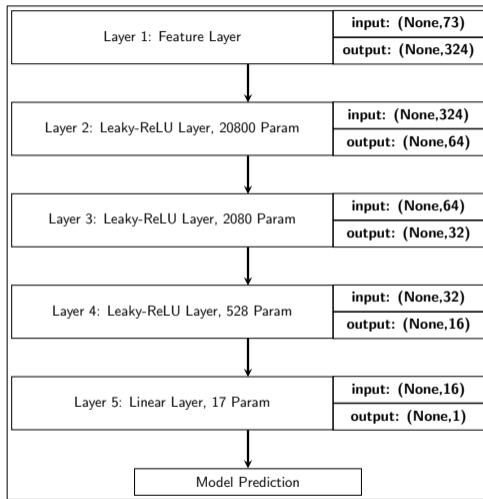 Layer 1: Feature Layer
input: (None,73)
output: (None,324)
Layer 2: Leaky-ReLU Layer, 20800 Param
input: (None,324)
output: (None,64)
Layer 3: Leaky-ReLU Layer, 2080 Param
input: (None,64)
output: (None,32)
Layer 4: Leaky-ReLU Layer, 528 Param
input: (None,32)
output: (None,16)
Layer 5: Linear Layer, 17 Param
input: (None,16)
output: (None,1)
Model Prediction